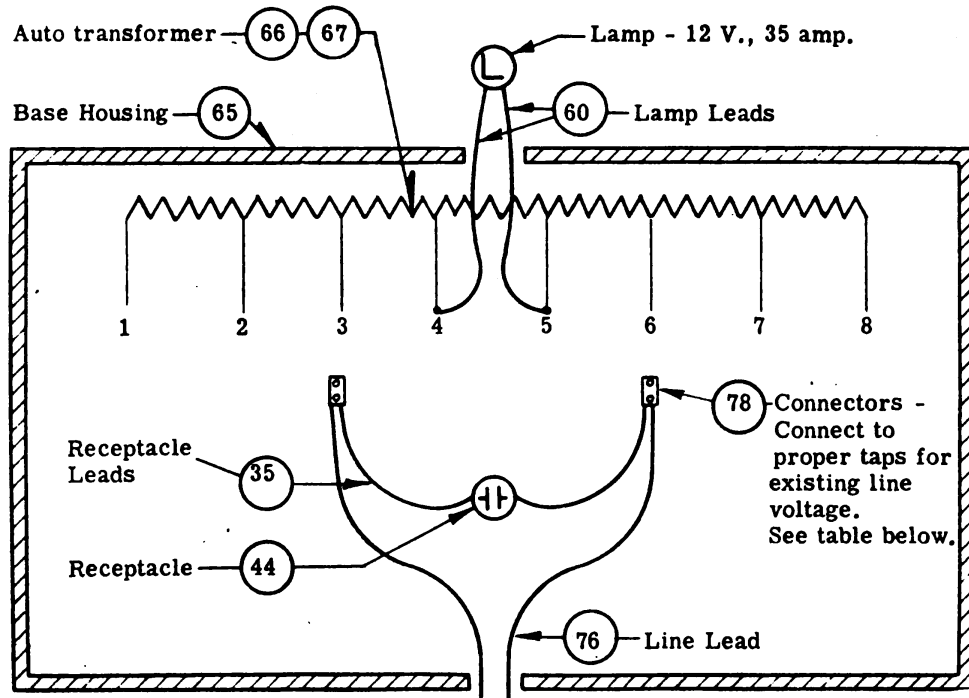 Auto transformer 66 67
Lamp - 12 V., 35 amp.
Base Housing 65
60 Lamp Leads
L
1 2 3 4 5 6 7 8
78 Connectors -
Connect to
proper taps for
existing line
voltage.
See table below.
Receptacle
Leads
35
Receptacle 44
76 Line Lead